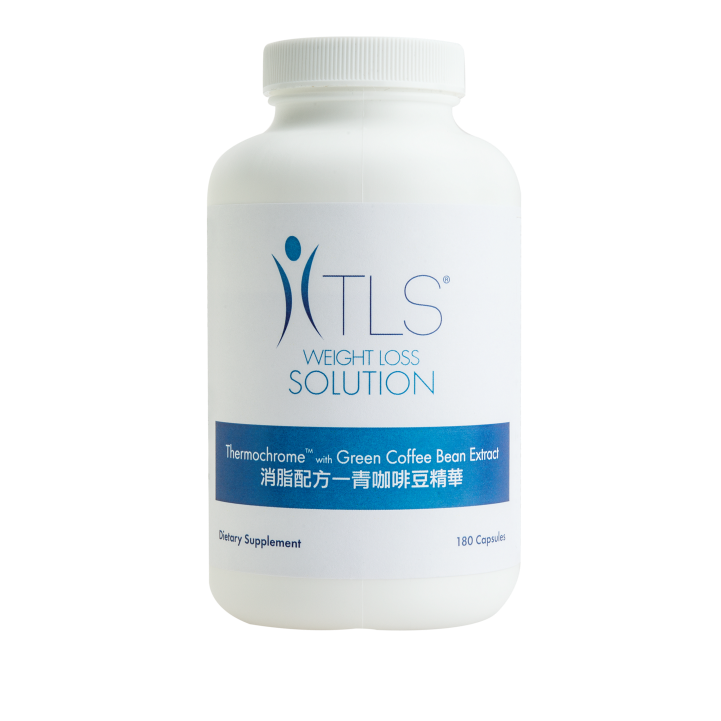 TLS®
WEIGHT LOSS
SOLUTION
Thermochrome™ with Green Coffee Bean Extract
消脂配方一青咖啡豆精華
Dietary Supplement
180 Capsules